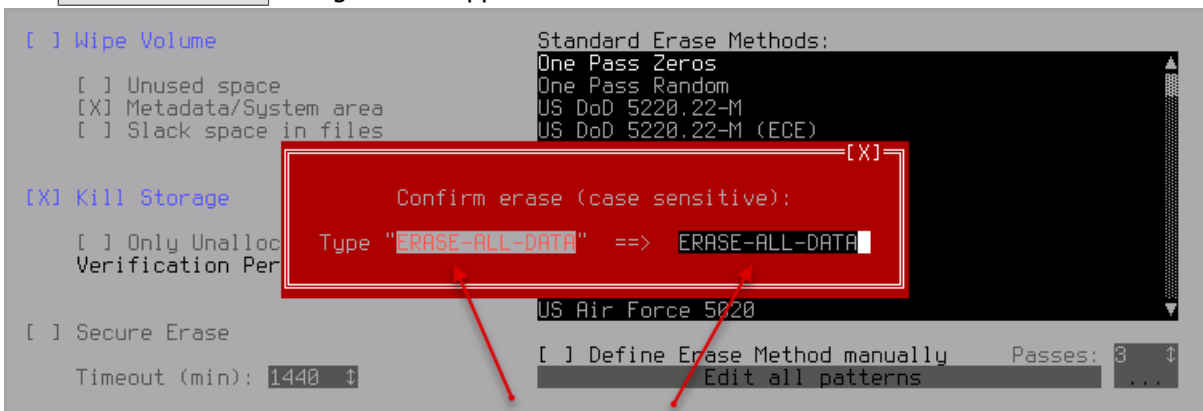 [ ] Wipe Volume
[ ] Unused space
[X] Metadata/System area
[ ] Slack space in files
Standard Erase Methods:
One Pass Zeros
One Pass Random
US DoD 5220.22-M
US DoD 5220.22-M (ECE)
[X]
Confirm erase (case sensitive):
Type "ERASE-ALL-DATA" ==> ERASE-ALL-DATA
[X] Kill Storage
[ ] Only Unalloc
Verification Per
US Air Force 5020
[ ] Secure Erase
Timeout (min): 1440
[ ] Define Erase Method manually Passes: 3
Edit all patterns ...